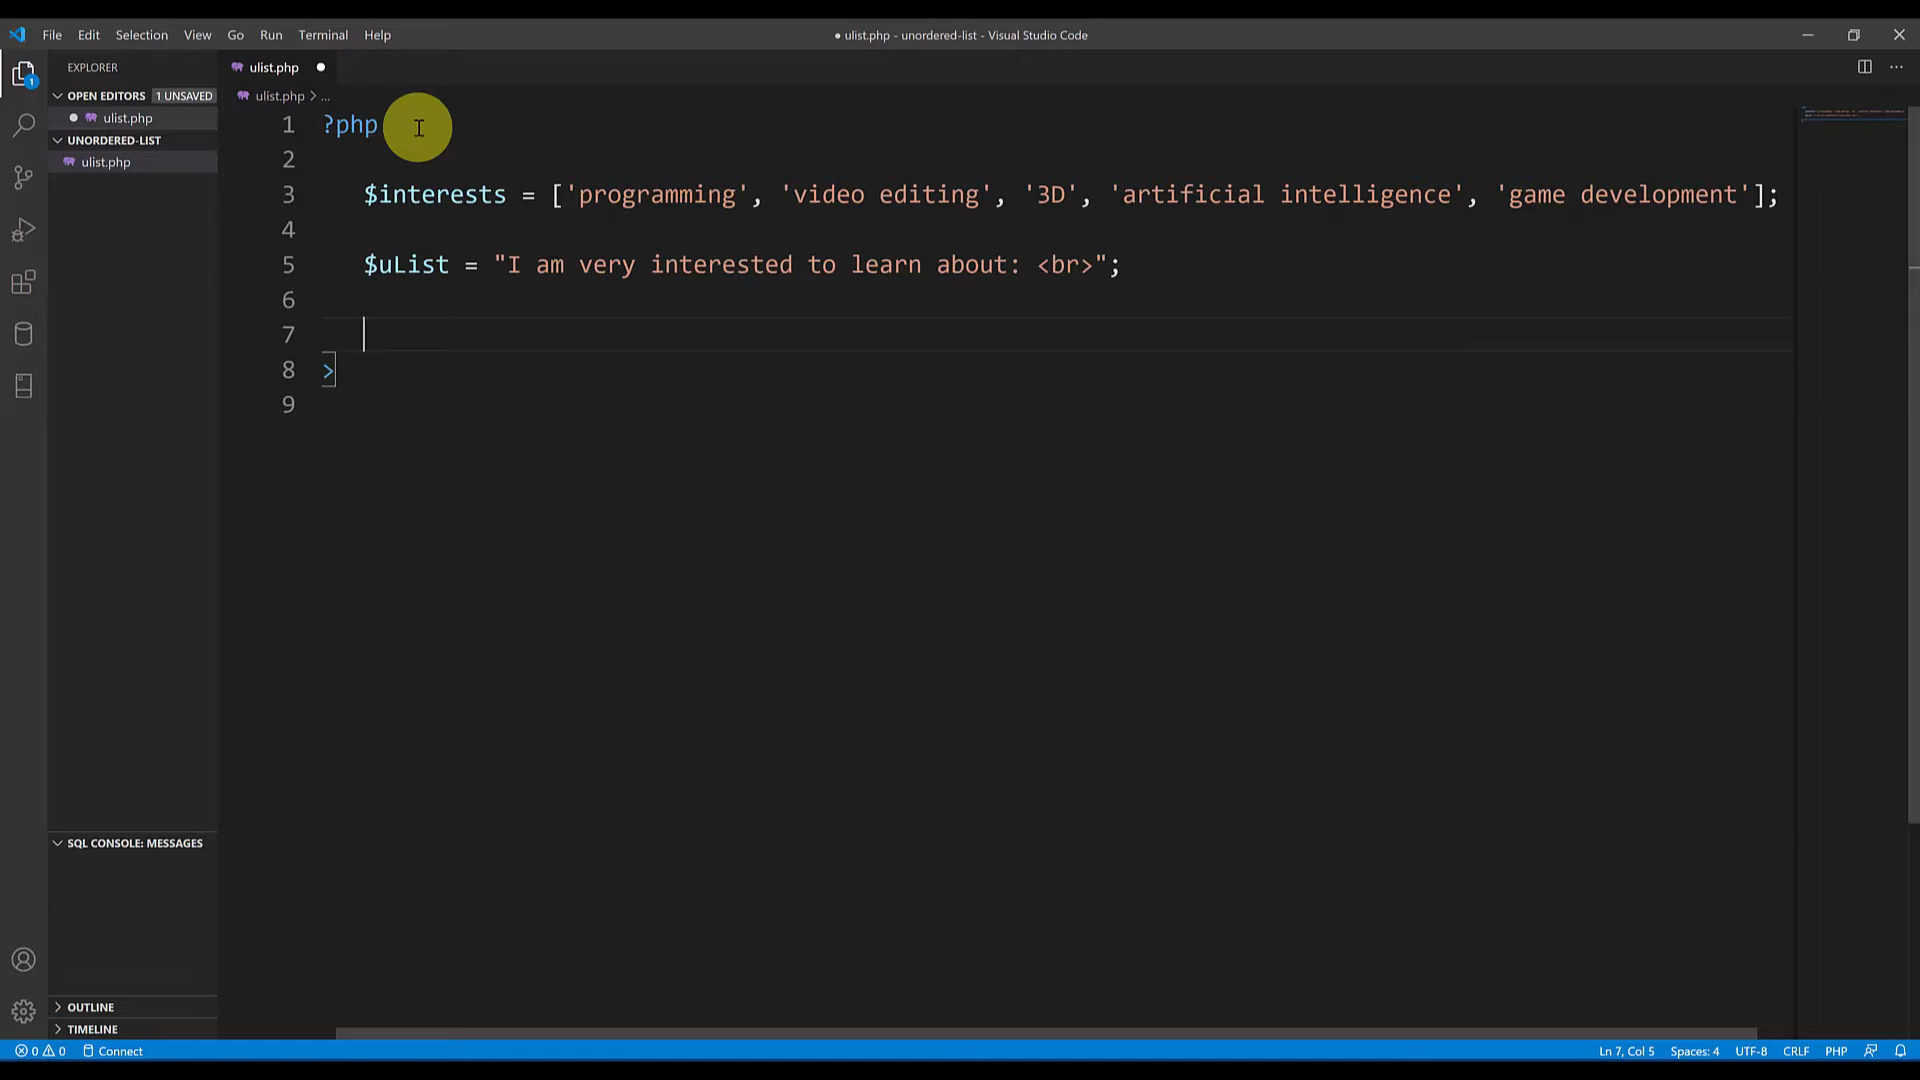 File Edit Selection View Go Run Terminal Help
● ulist.php - unordered-list - Visual Studio Code
EXPLORER
OPEN EDITORS 1 UNSAVED
ulist.php
UNORDERED-LIST
ulist.php
SQL CONSOLE: MESSAGES
OUTLINE
TIMELINE
1
ulist.php
ulist.php > ...
1 ?php
2
3 $interests = ['programming', 'video editing', '3D', 'artificial intelligence', 'game development'];
4
5 $uList = "I am very interested to learn about: <br>";
6
7
8 >
9
0 0 Connect
Ln 7, Col 5 Spaces: 4 UTF-8 CRLF PHP